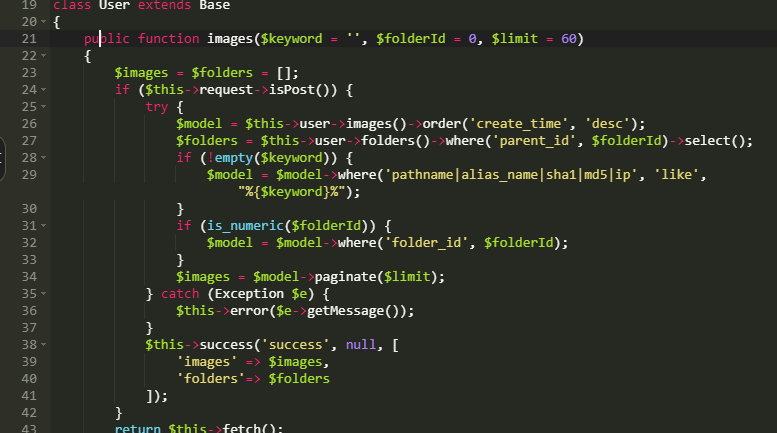 19 class User extends Base
20 {
21 public function images($keyword = '', $folderId = 0, $limit = 60)
22 {
23 $images = $folders = [];
24 if ($this->request->isPost()) {
25 try {
26 $model = $this->user->images()->order('create_time', 'desc');
27 $folders = $this->user->folders()->where('parent_id', $folderId)->select();
28 if (!empty($keyword)) {
29 $model = $model->where('pathname|alias_name|sha1|md5|ip', 'like',
"%{$keyword}%");
30 }
31 if (is_numeric($folderId)) {
32 $model = $model->where('folder_id', $folderId);
33 }
34 $images = $model->paginate($limit);
35 } catch (Exception $e) {
36 $this->error($e->getMessage());
37 }
38 $this->success('success', null, [
39 'images' => $images,
40 'folders'=> $folders
41 ]);
42 }
43 return $this->fetch();